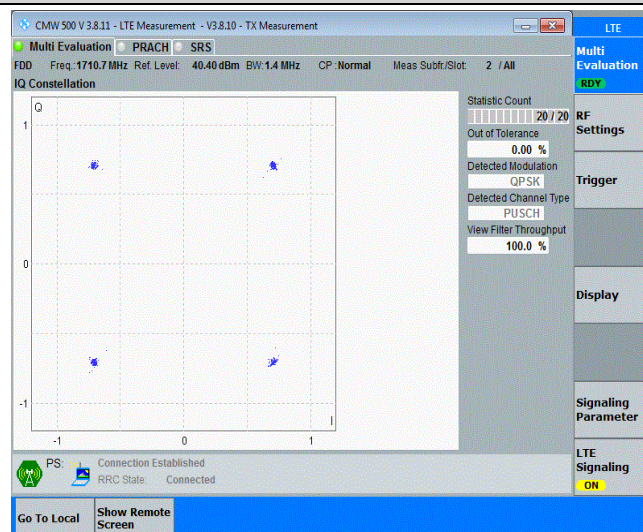 CMW 500 V 3.8.11 - LTE Measurement - V3.8.10 - TX Measurement
LTE
Multi Evaluation PRACH SRS
FDD Freq.: 1710.7 MHz Ref. Level: 40.40 dBm BW: 1.4 MHz CP : Normal Meas Subfr./Slot: 2 / All
IQ Constellation
Q
1
0
-1
-1 0 1
I
Statistic Count
20 / 20
Out of Tolerance
0.00 %
Detected Modulation
QPSK
Detected Channel Type
PUSCH
View Filter Throughput
100.0 %
Multi
Evaluation
RDY
RF
Settings
Trigger
Display
Signaling
Parameter
LTE
Signaling
ON
PS: Connection Established
RRC State: Connected
Go To Local
Show Remote
Screen